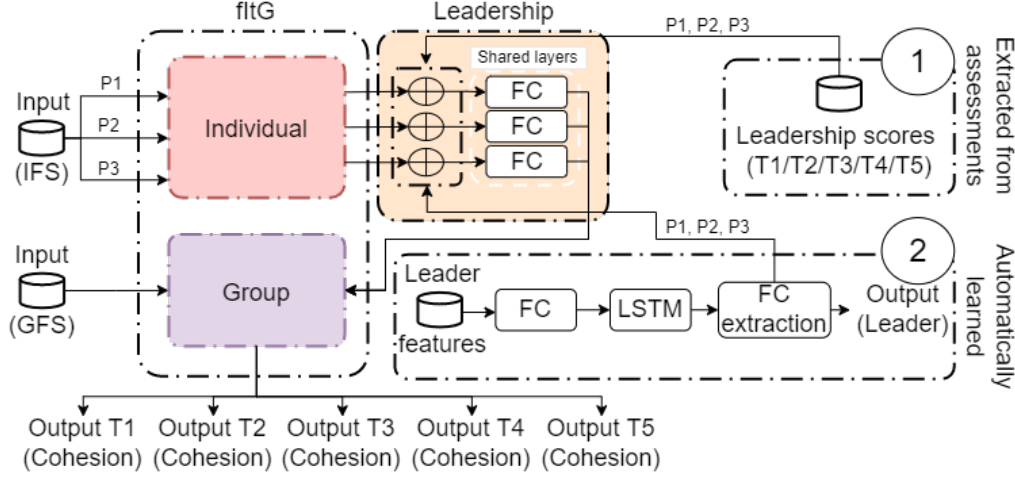 fItG
Leadership
P1, P2, P3
1
Extracted from
assessments
Shared layers
Input
(IFS)
P1
P2
P3
Individual
FC
FC
FC
Leadership scores
(T1/T2/T3/T4/T5)
P1, P2, P3
2
Automatically
learned
Input
(GFS)
Group
Leader
features
FC
LSTM
FC
extraction
Output
(Leader)
Output T1
(Cohesion)
Output T2
(Cohesion)
Output T3
(Cohesion)
Output T4
(Cohesion)
Output T5
(Cohesion)